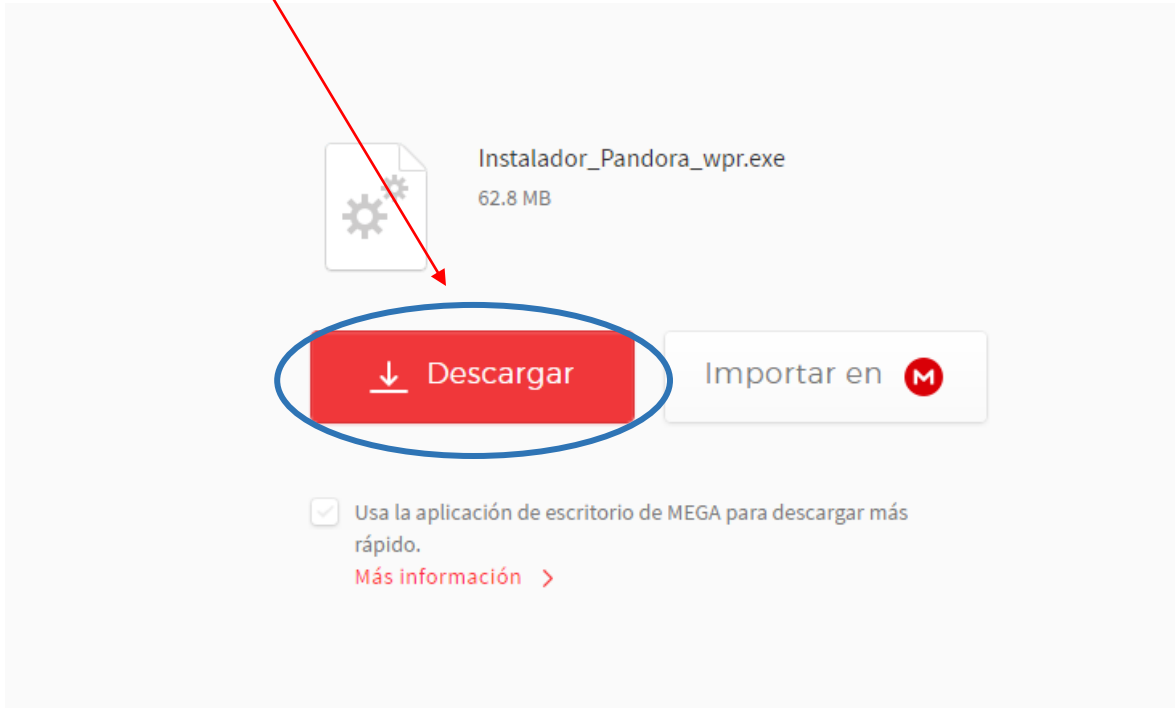 Instalador_Pandora_wpr.exe
62.8 MB
Descargar
Importar en M
Usa la aplicación de escritorio de MEGA para descargar más
rápido.
Más información >